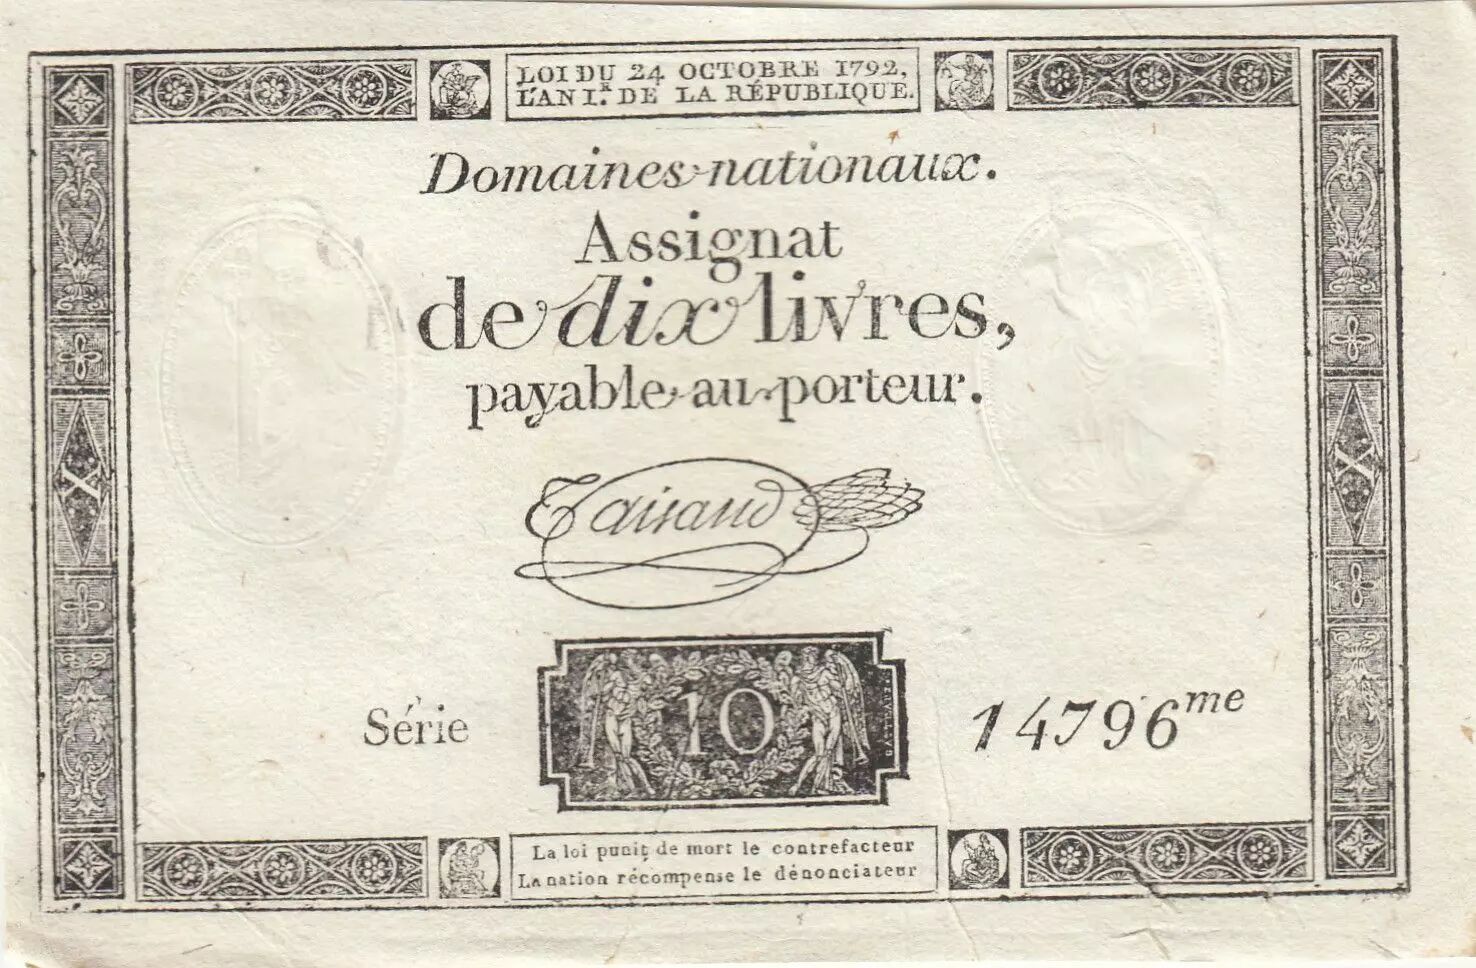 LOI DU 24 OCTOBRE 1792,
L'AN I.R DE LA RÉPUBLIQUE.
Domaines nationaux.
Assignat
de dix livres,
payable au porteur.
Taisaud
X
X
Série
10
14796me
La loi punit de mort le contrefacteur
La nation récompense le dénonciateur